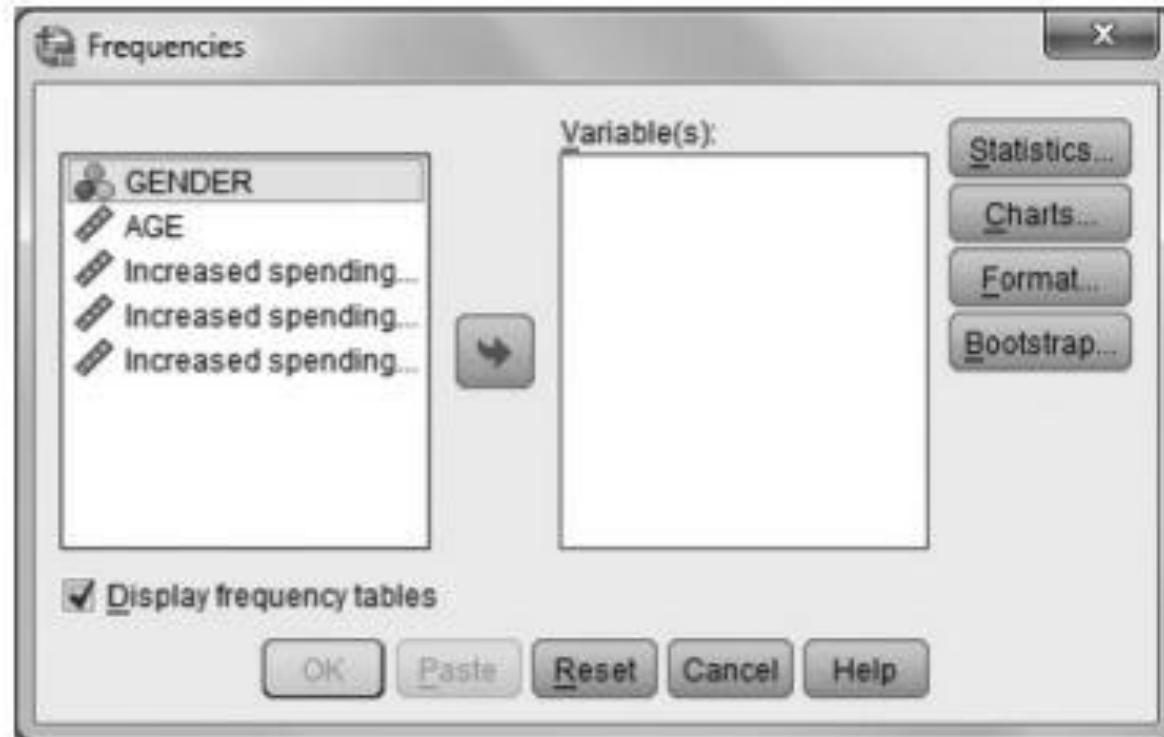 Frequencies
Variable(s):
GENDER
AGE
Increased spending...
Increased spending...
Increased spending...
Statistics...
Charts...
Format...
Bootstrap...
Display frequency tables
OK Paste Reset Cancel Help